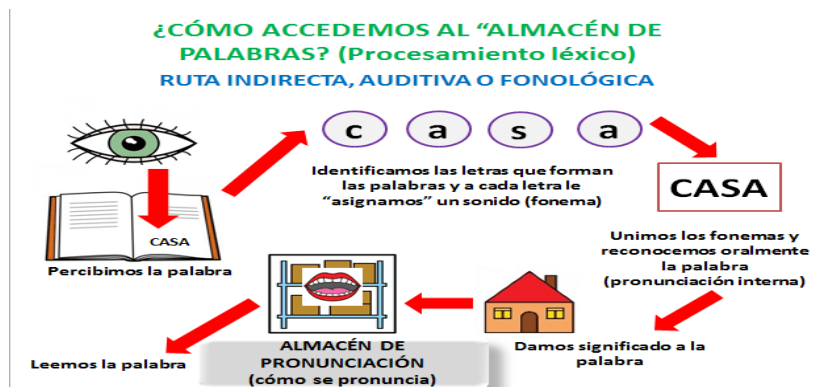 ¿CÓMO ACCEDEMOS AL “ALMACÉN DE
PALABRAS? (Procesamiento léxico)
RUTA INDIRECTA, AUDITIVA O FONOLÓGICA
c a s a
Identificamos las letras que forman
las palabras y a cada letra le
“asignamos” un sonido (fonema)
CASA
CASA
Percibimos la palabra
Unimos los fonemas y
reconocemos oralmente
la palabra
(pronunciación interna)
Damos significado a la
palabra
ALMACÉN DE
PRONUNCIACIÓN
(cómo se pronuncia)
Leemos la palabra